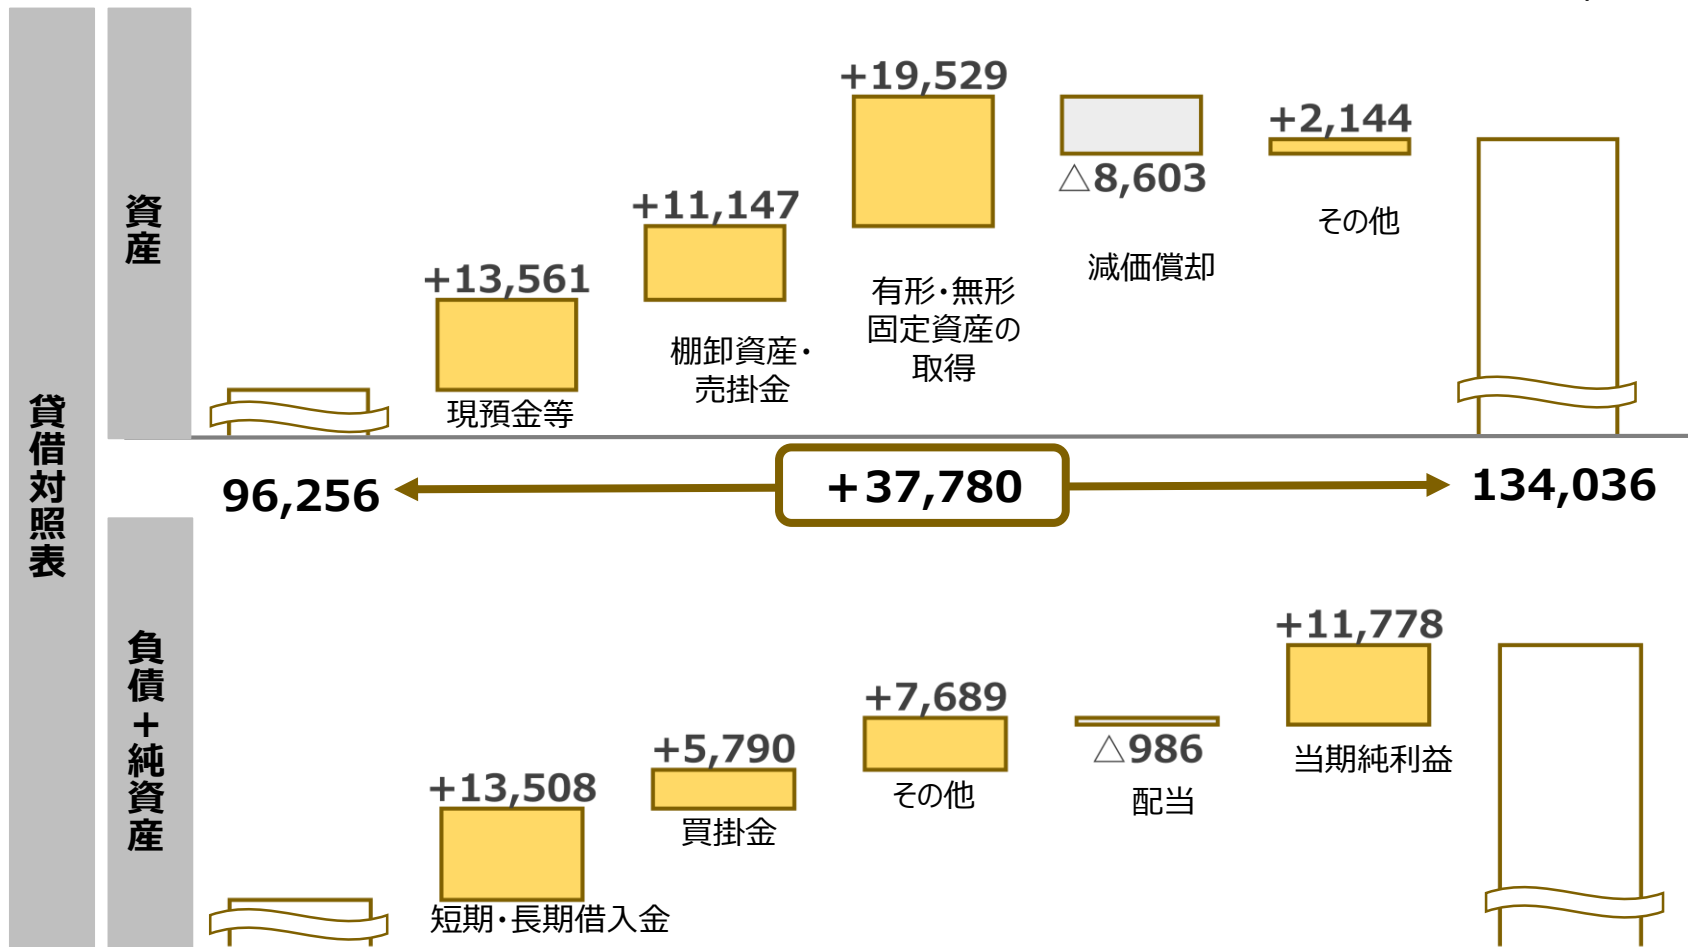 貸借対照表
資産
+13,561
現預金等
+11,147
棚卸資産・
売掛金
+19,529
有形・無形
固定資産の
取得
△8,603
減価償却
+2,144
その他
96,256
+37,780
134,036
負債+純資産
+13,508
短期・長期借入金
+5,790
買掛金
+7,689
その他
△986
配当
+11,778
当期純利益